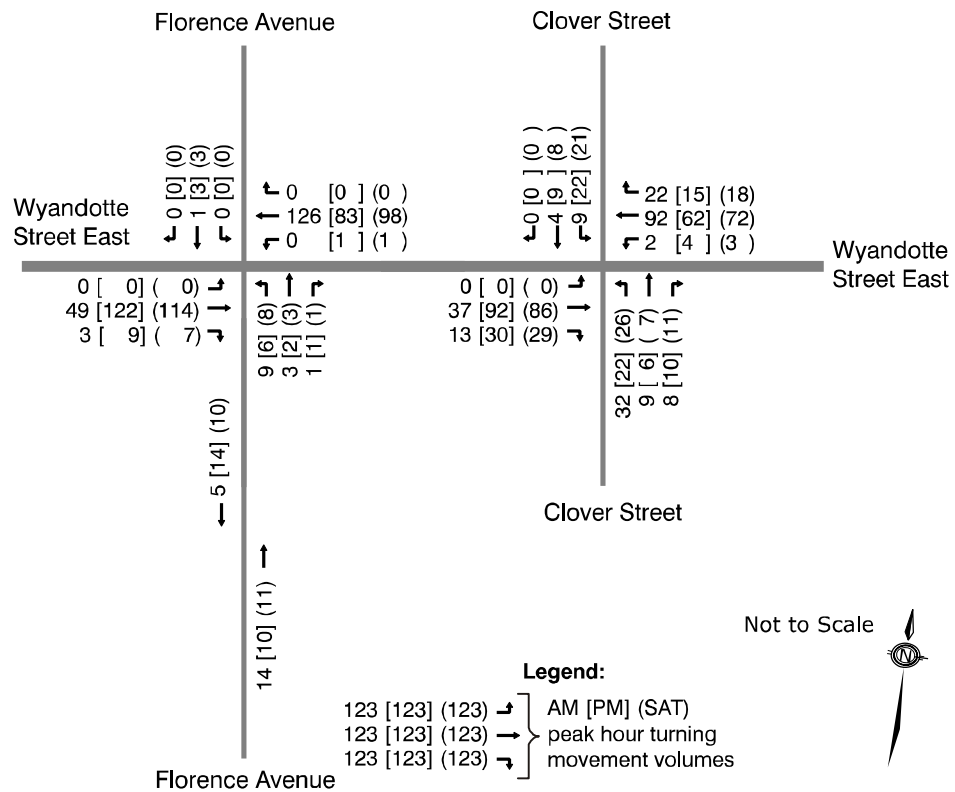 Florence Avenue
Clover Street
0 [0] (0)
1 [3] (3)
0 [0] (0)
0 [0 ] (0 )
126 [83] (98)
0 [1 ] (1 )
0 [0 ] (0 )
4 [9 ] (8 )
9 [22] (21)
22 [15] (18)
92 [62] (72)
2 [4 ] (3 )
Wyandotte
Street East
Wyandotte
Street East
0 [ 0] ( 0)
49 [122] (114)
3 [ 9] ( 7)
9 [6] (8)
3 [2] (3)
1 [1] (1)
0 [ 0] ( 0)
37 [92] (86)
13 [30] (29)
32 [22] (26)
9 [ 6] ( 7)
8 [10] (11)
5 [14] (10)
Clover Street
14 [10] (11)
Not to Scale
N
Legend:
123 [123] (123) AM [PM] (SAT)
123 [123] (123) peak hour turning
123 [123] (123) movement volumes
Florence Avenue